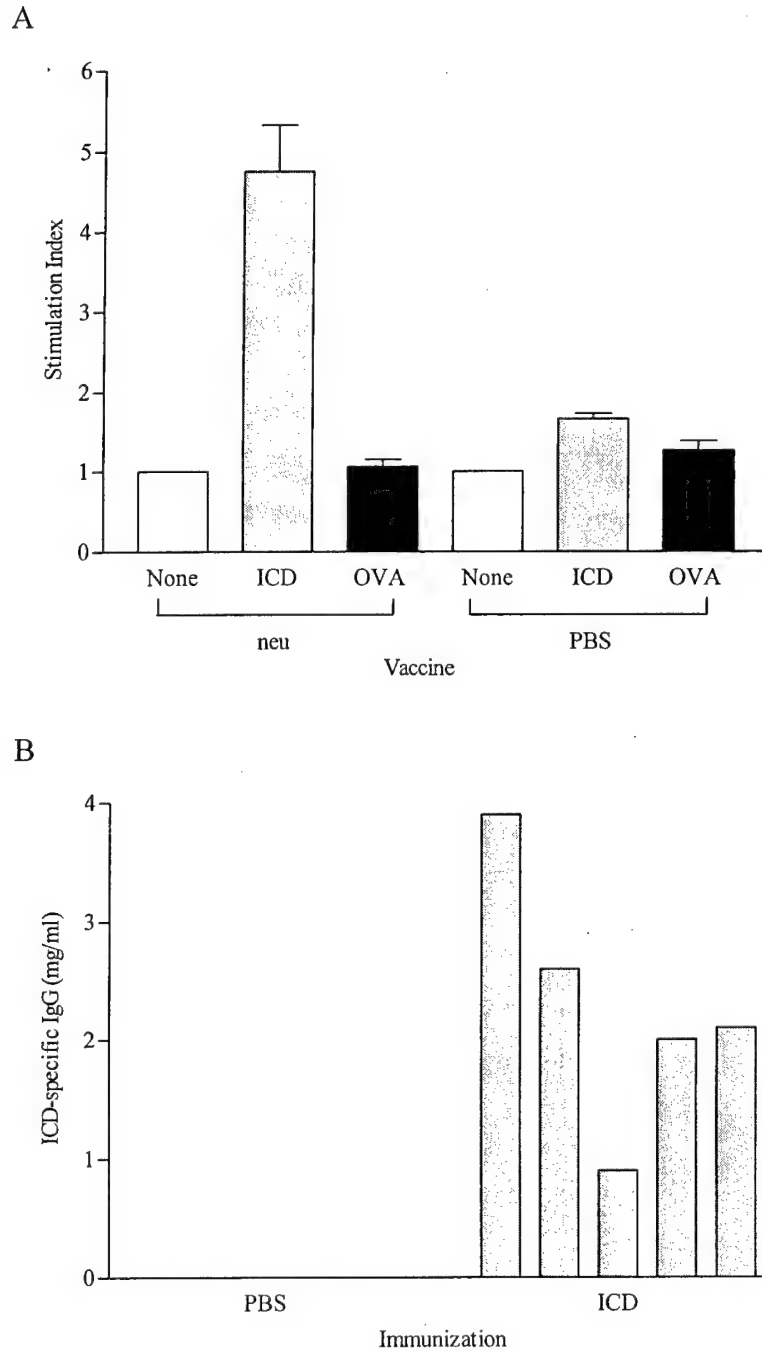 A
6
5
4
3
2
1
0
Stimulation Index
None ICD OVA None ICD OVA
neu PBS
Vaccine
B
4
3
2
1
0
ICD-specific IgG (mg/ml)
PBS ICD
Immunization